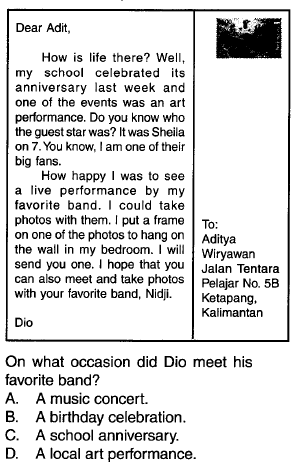 Dear Adit,
How is life there? Well,
my school celebrated its
anniversary last week and
one of the events was an art
performance. Do you know who
the guest star was? It was Sheila
on 7. You know, I am one of their
big fans.
How happy I was to see
a live performance by my
favorite band. I could take
photos with them. I put a frame
on one of the photos to hang on
the wall in my bedroom. I will
send you one. I hope that you
can also meet and take photos
with your favorite band, Nidji.
Dio
To:
Aditya
Wiryawan
Jalan Tentara
Pelajar No. 5B
Ketapang,
Kalimantan
On what occasion did Dio meet his
favorite band?
A. A music concert.
B. A birthday celebration.
C. A school anniversary.
D. A local art performance.